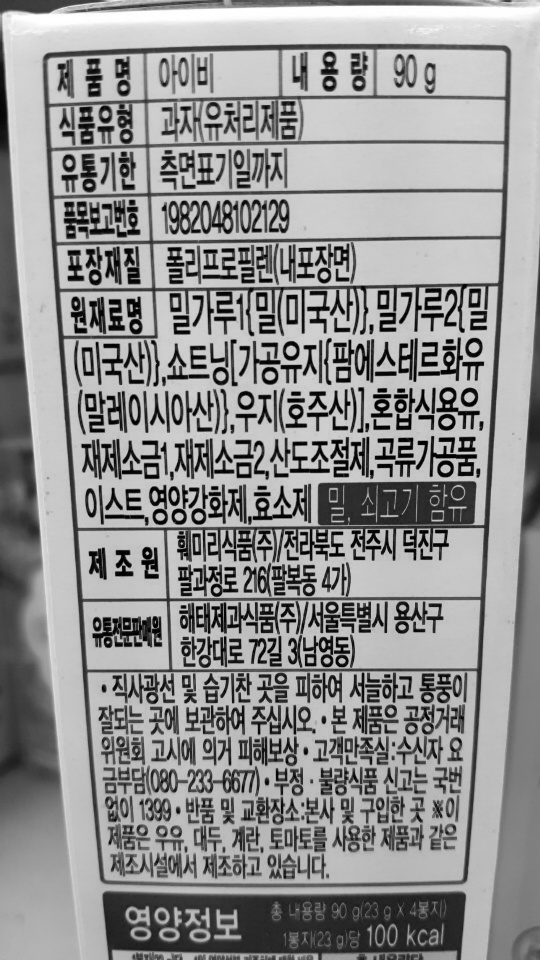 제 품 명 아이비 내 용 량 90 g
식품유형 과자(유처리제품)
유통기한 측면표기일까지
품목보고번호 1982048102129
포장재질 폴리프로필렌(내포장면)
원재료명 밀가루1{밀(미국산)},밀가루2{밀
(미국산)},쇼트닝[가공유지{팜에스테르화유
(말레이시아산)},우지(호주산)],혼합식용유,
재제소금1,재제소금2,산도조절제,곡류가공품,
이스트,영양강화제,효소제 밀, 쇠고기 함유
제 조 원 훼미리식품(주)/전라북도 전주시 덕진구
팔과정로 216(팔복동 4가)
유통전문판매원 해태제과식품(주)/서울특별시 용산구
한강대로 72길 3(남영동)
• 직사광선 및 습기찬 곳을 피하여 서늘하고 통풍이
잘되는 곳에 보관하여 주십시오. • 본 제품은 공정거래
위원회 고시에 의거 피해보상 • 고객만족실:수신자 요
금부담(080-233-6677) • 부정 · 불량식품 신고는 국번
없이 1399 • 반품 및 교환장소:본사 및 구입한 곳 ※이
제품은 우유, 대두, 계란, 토마토를 사용한 제품과 같은
제조시설에서 제조하고 있습니다.
영양정보 총 내용량 90 g(23 g X 4봉지)
1봉지(23 g)당 100 kcal